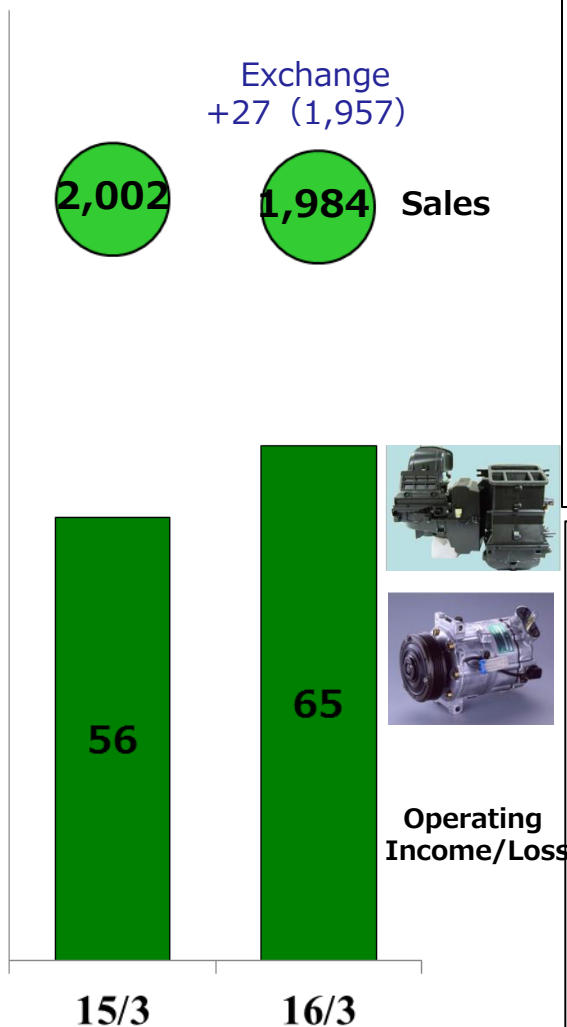 Exchange
+27（1,957）
2,002
1,984
Sales
56
65
Operating
Income/Loss
15/3
16/3